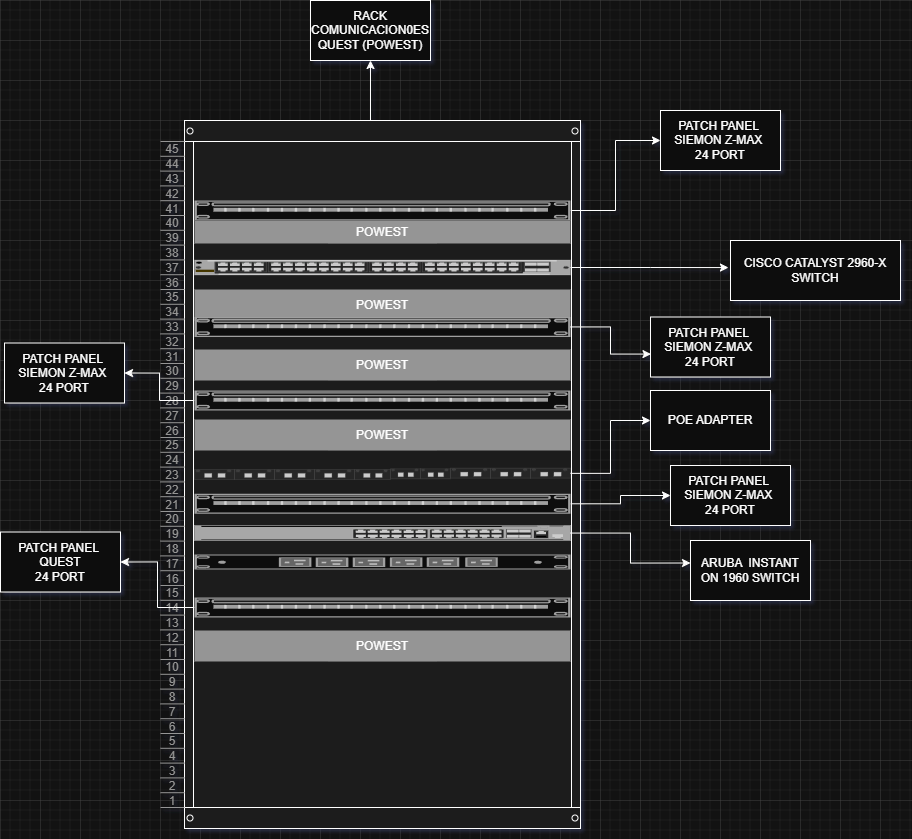 RACK
COMUNICACION0ES
QUEST (POWEST)
PATCH PANEL
SIEMON Z-MAX
24 PORT
45
44
43
42
41
40
39
POWEST
38
37
CISCO CATALYST 2960-X
SWITCH
36
35
34
POWEST
33
PATCH PANEL
SIEMON Z-MAX
24 PORT
32
31
30
POWEST
PATCH PANEL
SIEMON Z-MAX
24 PORT
29
28
27
26
25
POWEST
POE ADAPTER
24
23
22
21
PATCH PANEL
SIEMON Z-MAX
24 PORT
20
19
18
17
ARUBA  INSTANT
ON 1960 SWITCH
PATCH PANEL
QUEST
24 PORT
16
15
14
13
12
11
POWEST
10
9
8
7
6
5
4
3
2
1